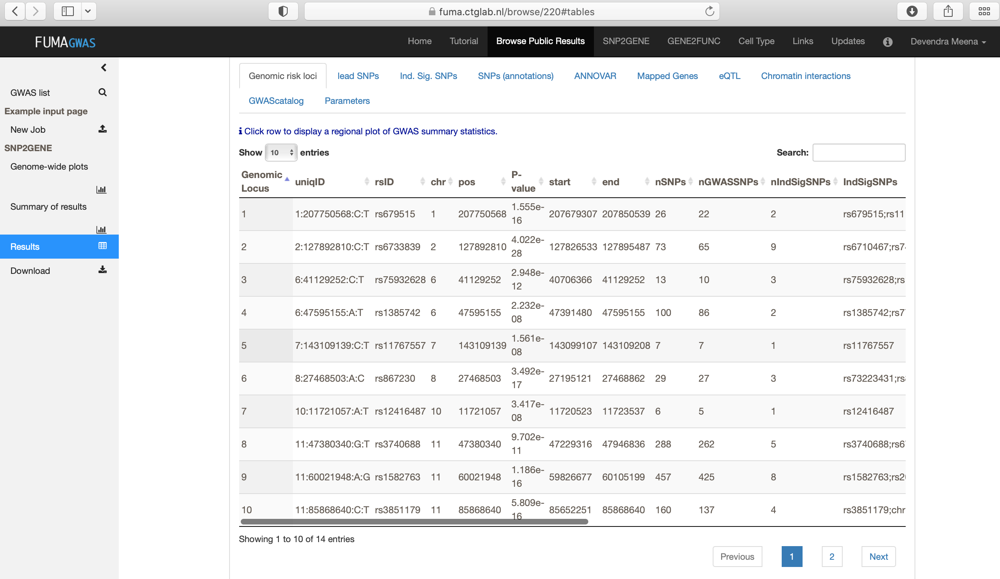 fuma.ctglab.nl/browse/220#tables
FUMAGWAS Home Tutorial Browse Public Results SNP2GENE GENE2FUNC Cell Type Links Updates Devendra Meena
GWAS list
Example input page
New Job
SNP2GENE
Genome-wide plots
Summary of results
Results
Download
Genomic risk loci lead SNPs Ind. Sig. SNPs SNPs (annotations) ANNOVAR Mapped Genes eQTL Chromatin interactions
GWAScatalog Parameters
Click row to display a regional plot of GWAS summary statistics.
Show 10 entries Search:
Genomic Locus uniqID rsID chr pos P-value start end nSNPs nGWASSNPs nIndSigSNPs IndSigSNPs
1 1:207750568:C:T rs679515 1 207750568 1.555e-16 207679307 207850539 26 22 2 rs679515;rs11
2 2:127892810:C:T rs6733839 2 127892810 4.022e-28 127826533 127895487 73 65 9 rs6710467;rs74
3 6:41129252:C:T rs75932628 6 41129252 2.948e-12 40706366 41129252 13 10 3 rs75932628;rs
4 6:47595155:A:T rs1385742 6 47595155 2.232e-08 47391480 47595155 100 86 2 rs1385742;rs7
5 7:143109139:C:T rs11767557 7 143109139 1.561e-08 143099107 143109208 7 7 1 rs11767557
6 8:27468503:A:C rs867230 8 27468503 3.492e-17 27195121 27468862 29 27 3 rs73223431;rs
7 10:11721057:A:T rs12416487 10 11721057 3.417e-08 11720523 11723537 6 5 1 rs12416487
8 11:47380340:G:T rs3740688 11 47380340 9.702e-11 47229316 47946836 288 262 5 rs3740688;rs6
9 11:60021948:A:G rs1582763 11 60021948 1.186e-16 59826677 60105199 457 425 8 rs1582763;rs2
10 11:85868640:C:T rs3851179 11 85868640 5.809e-16 85652251 85868640 160 137 4 rs3851179;chr
Showing 1 to 10 of 14 entries
Previous 1 2 Next